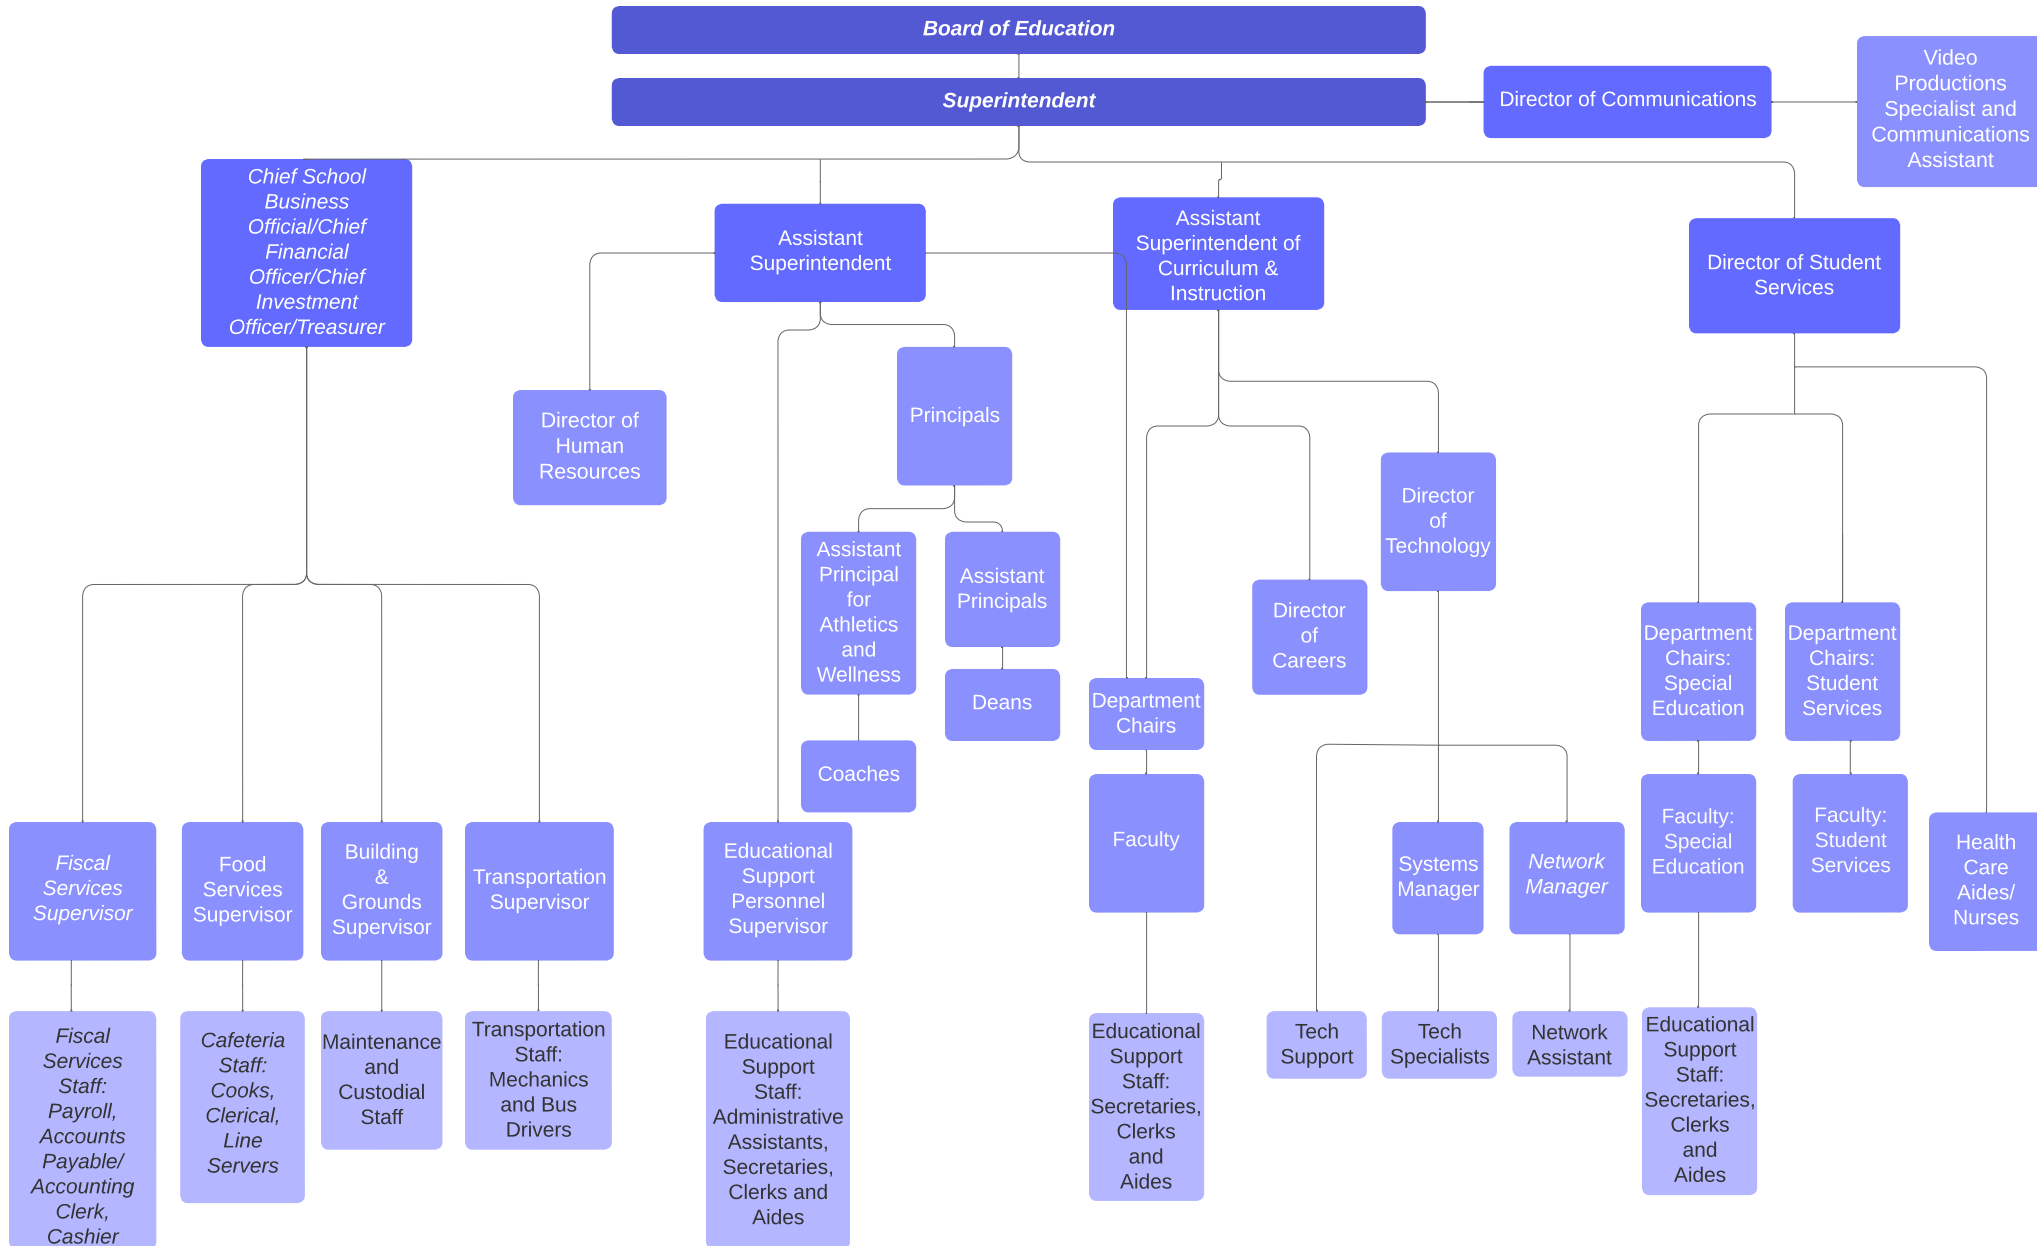 Board of Education
Superintendent
Director of Communications
Video
Productions
Specialist and
Communications
Assistant
Chief School
Business
Official/Chief
Financial
Officer/Chief
Investment
Officer/Treasurer
Assistant
Superintendent
Assistant
Superintendent of
Curriculum &
Instruction
Director of Student
Services
Director of
Human
Resources
Principals
Director
of
Technology
Assistant
Principal
for
Athletics
and
Wellness
Assistant
Principals
Director
of
Careers
Department
Chairs:
Special
Education
Department
Chairs:
Student
Services
Deans
Department
Chairs
Coaches
Faculty
Faculty:
Special
Education
Faculty:
Student
Services
Health
Care
Aides/
Nurses
Fiscal
Services
Supervisor
Food
Services
Supervisor
Building
&
Grounds
Supervisor
Transportation
Supervisor
Educational
Support
Personnel
Supervisor
Systems
Manager
Network
Manager
Fiscal
Services
Staff:
Payroll,
Accounts
Payable/
Accounting
Clerk,
Cashier
Cafeteria
Staff:
Cooks,
Clerical,
Line
Servers
Maintenance
and
Custodial
Staff
Transportation
Staff:
Mechanics
and Bus
Drivers
Educational
Support
Staff:
Administrative
Assistants,
Secretaries,
Clerks and
Aides
Educational
Support
Staff:
Secretaries,
Clerks
and
Aides
Tech
Support
Tech
Specialists
Network
Assistant
Educational
Support
Staff:
Secretaries,
Clerks
and
Aides